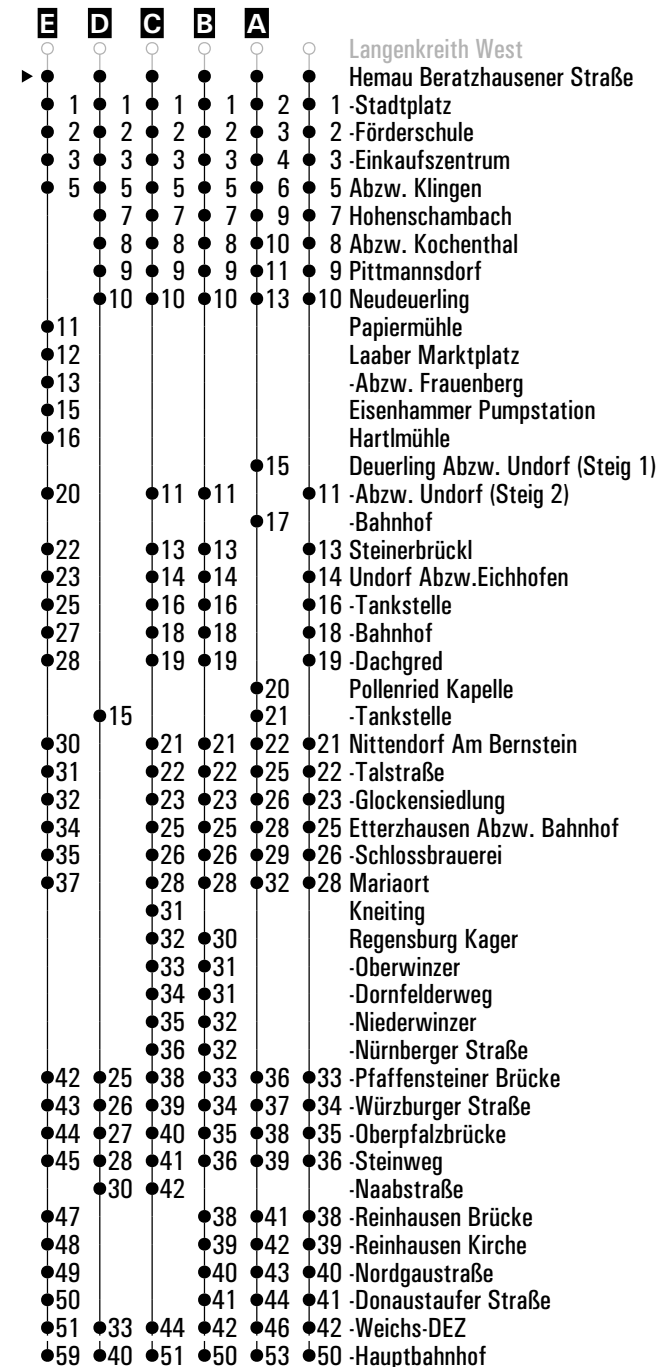 E D C B A
Langenkreith West
Hemau Beratzhausener Straße
1 1 1 1 2 1 -Stadtplatz
2 2 2 2 3 2 -Förderschule
3 3 3 3 4 3 -Einkaufszentrum
5 5 5 5 6 5 Abzw. Klingen
7 7 7 9 7 Hohenschambach
8 8 8 10 8 Abzw. Kochenthal
9 9 9 11 9 Pittmannsdorf
10 10 10 13 10 Neudeuerling
11 Papiermühle
12 Laaber Marktplatz
13 -Abzw. Frauenberg
15 Eisenhammer Pumpstation
16 Hartlmühle
15 Deuerling Abzw. Undorf (Steig 1)
20 11 11 11 -Abzw. Undorf (Steig 2)
17 -Bahnhof
22 13 13 13 Steinerbrückl
23 14 14 14 Undorf Abzw.Eichhofen
25 16 16 16 -Tankstelle
27 18 18 18 -Bahnhof
28 19 19 19 -Dachgred
20 Pollenried Kapelle
15 21 -Tankstelle
30 21 21 22 21 Nittendorf Am Bernstein
31 22 22 25 22 -Talstraße
32 23 23 26 23 -Glockensiedlung
34 25 25 28 25 Etterzhausen Abzw. Bahnhof
35 26 26 29 26 -Schlossbrauerei
37 28 28 32 28 Mariaort
31 Kneiting
32 30 Regensburg Kager
33 31 -Oberwinzer
34 31 -Dornfelderweg
35 32 -Niederwinzer
36 32 -Nürnberger Straße
42 25 38 33 36 33 -Pfaffensteiner Brücke
43 26 39 34 37 34 -Würzburger Straße
44 27 40 35 38 35 -Oberpfalzbrücke
45 28 41 36 39 36 -Steinweg
30 42 -Naabstraße
47 38 41 38 -Reinhausen Brücke
48 39 42 39 -Reinhausen Kirche
49 40 43 40 -Nordgaustraße
50 41 44 41 -Donaustaufer Straße
51 33 44 42 46 42 -Weichs-DEZ
59 40 51 50 53 50 -Hauptbahnhof